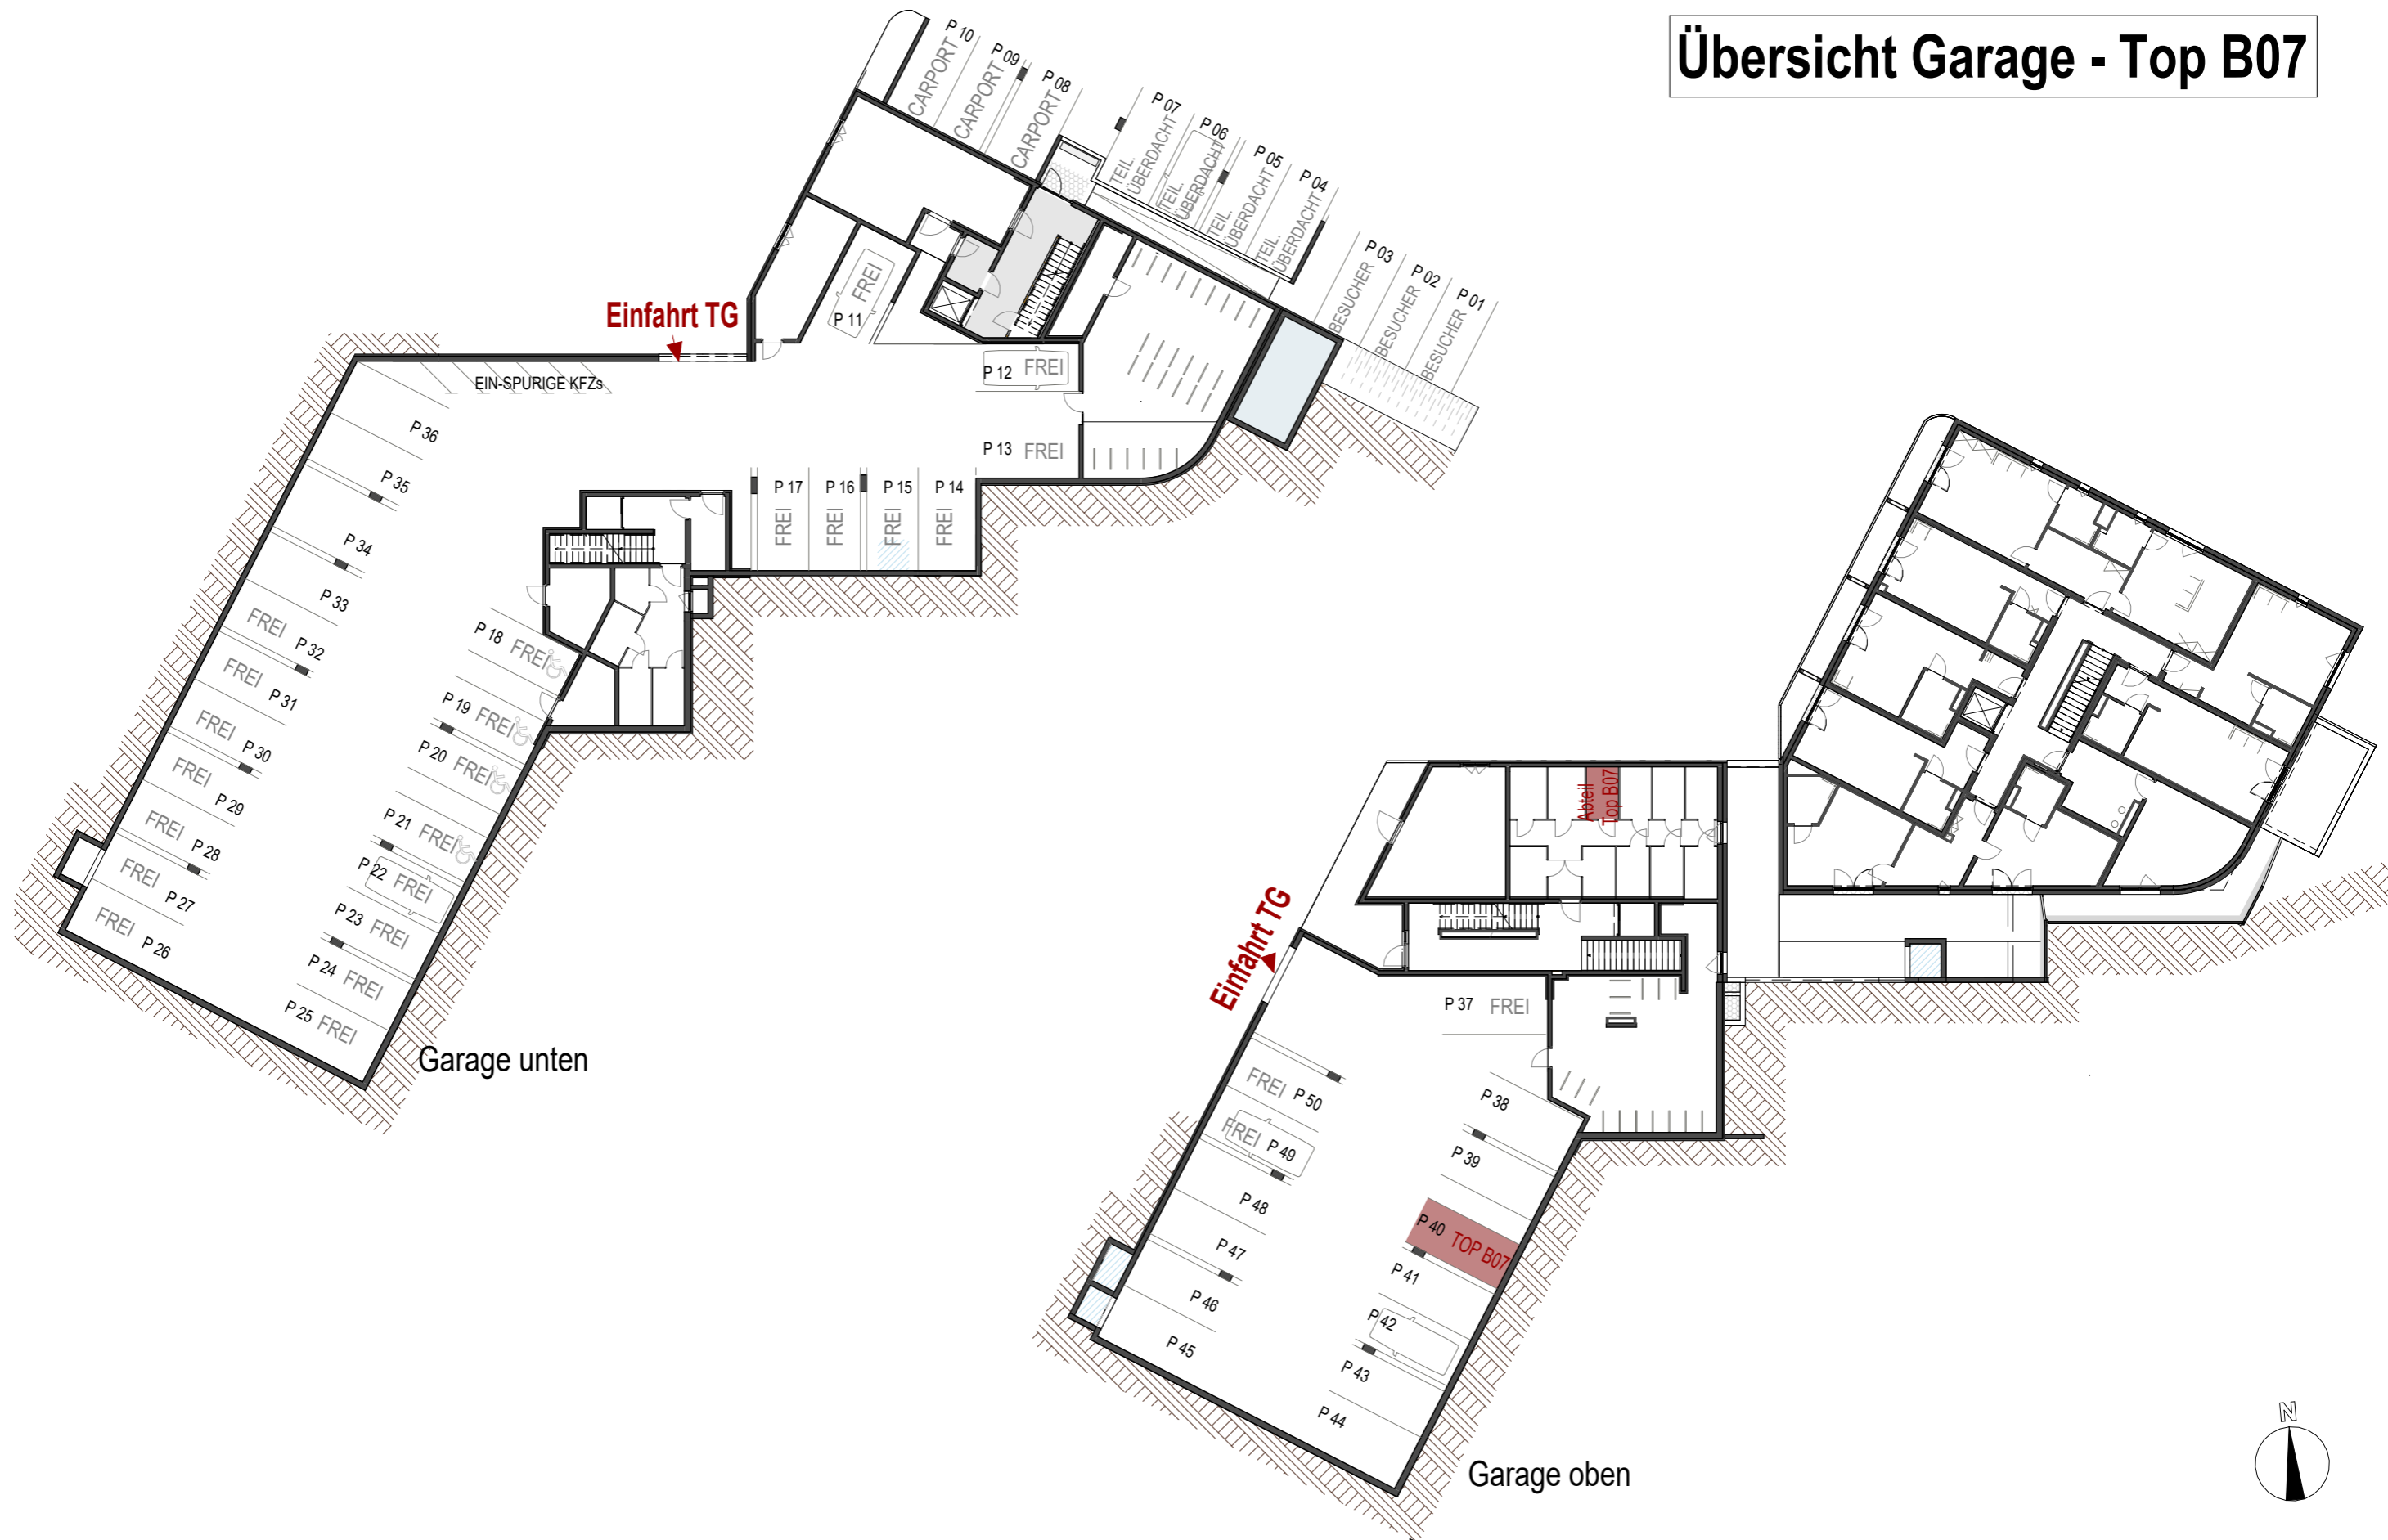 Übersicht Garage - Top B07
P 10
CARPORT
P 09
CARPORT
P 08
CARPORT
P 07
TEIL.
ÜBERDACHT
P 06
TEIL.
ÜBERDACHT
P 05
TEIL.
ÜBERDACHT
P 04
TEIL.
ÜBERDACHT
P 03
BESUCHER
P 02
BESUCHER
P 01
BESUCHER
Einfahrt TG
FREI
P 11
P 12 FREI
P 13 FREI
EIN-SPURIGE KFZs
P 17
FREI
P 16
FREI
P 15
FREI
P 14
FREI
P 36
P 35
P 34
P 33
FREI P 32
FREI P 31
FREI P 30
FREI P 29
FREI P 28
FREI P 27
FREI P 26
P 18 FREI
P 19 FREI
P 20 FREI
P 21 FREI
P 22 FREI
P 23 FREI
P 24 FREI
P 25 FREI
Garage unten
Abteil
Top B07
Einfahrt TG
P 37 FREI
FREI P 50
FREI P 49
P 48
P 47
P 46
P 45
P 38
P 39
P 40 TOP B07
P 41
P 42
P 43
P 44
Garage oben
N